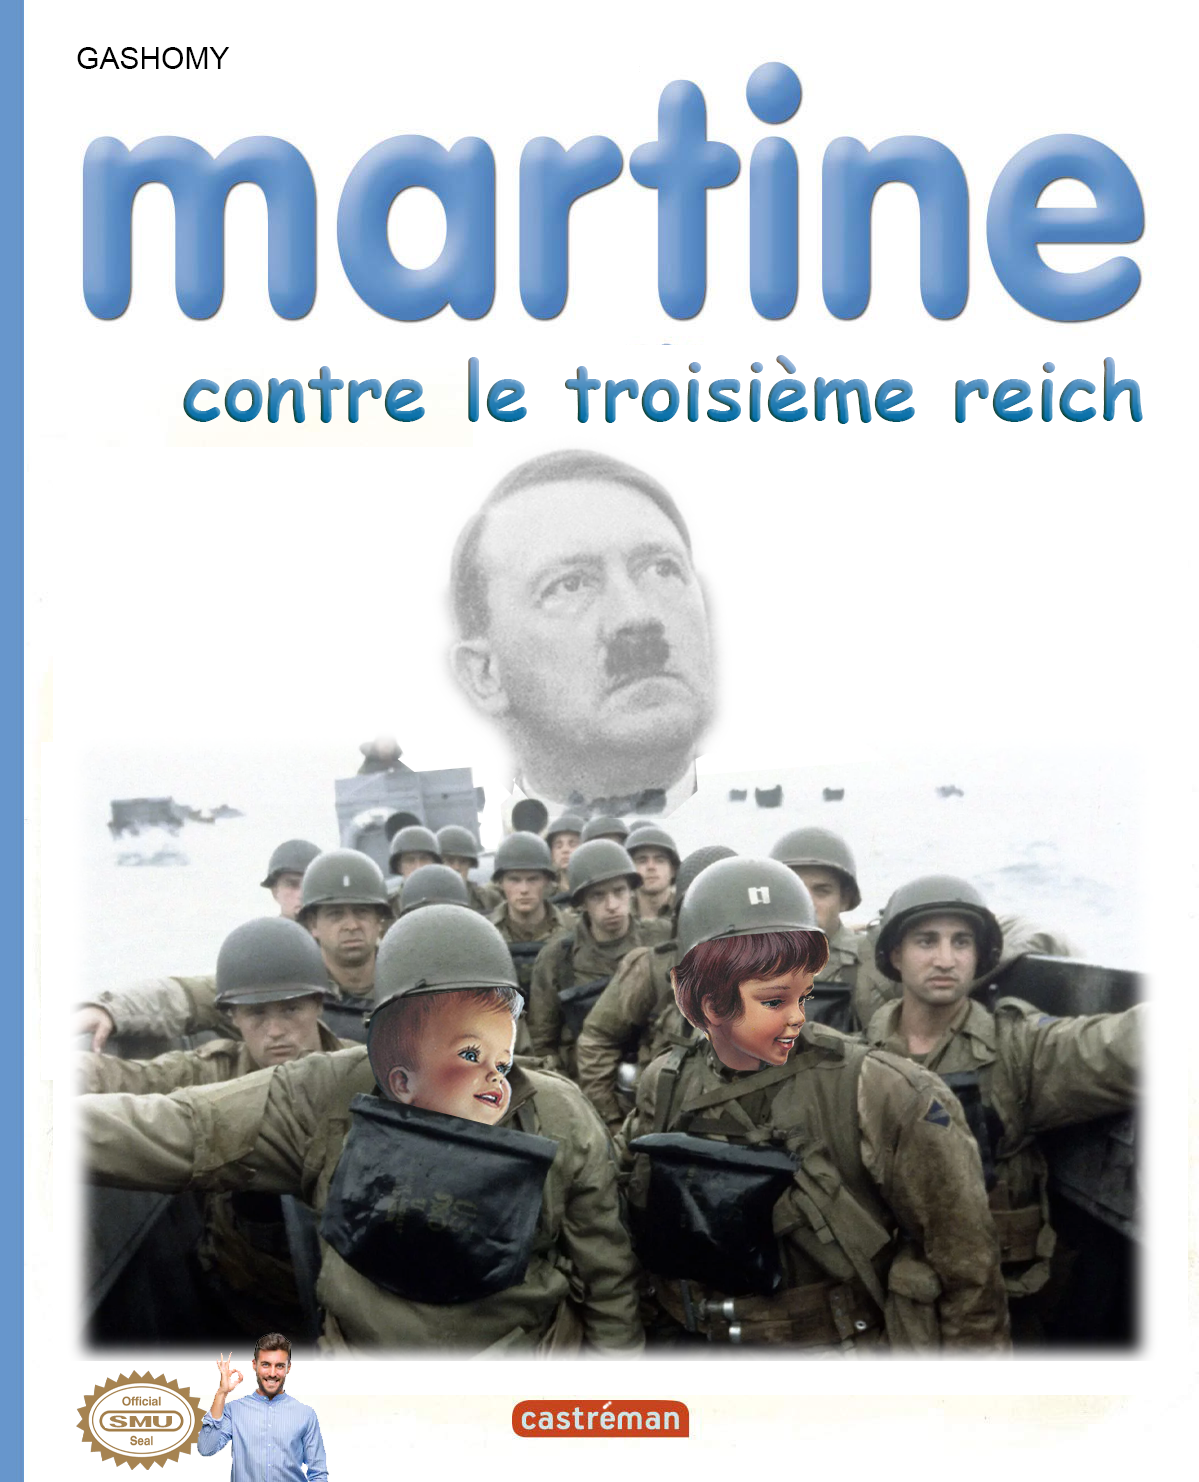 GASHOMY
martine
contre le troisième reich
Official
SMU
Seal
castréman